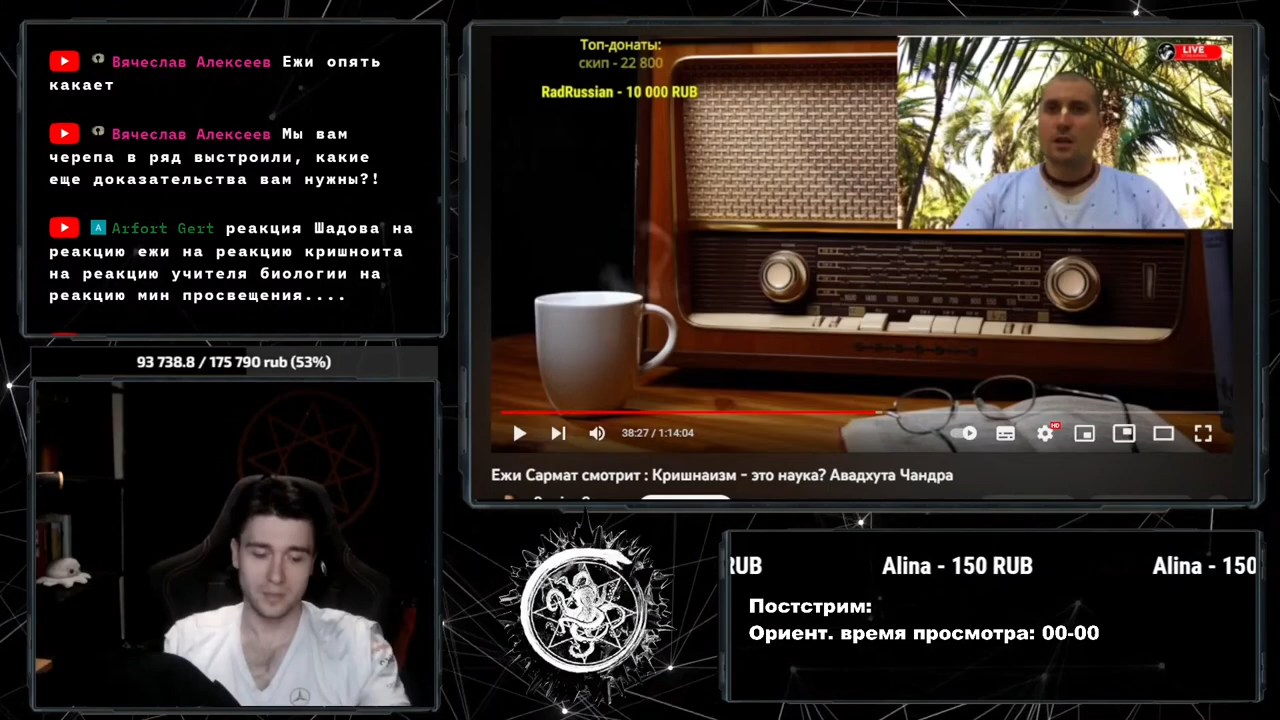 Вячеслав Алексеев Ежи опять
какает
Вячеслав Алексеев Мы вам
черепа в ряд выстроили, какие
еще доказательства вам нужны?!
A Arfort Gert реакция Шадова на
реакцию ежи на реакцию кришноита
на реакцию учителя биологии на
реакцию мин просвещения....
93 738.8 / 175 790 rub (53%)
Топ-донаты:
скип - 22 800
RadRussian - 10 000 RUB
LIVE
38:27 / 1:14:04
HD
Ежи Сармат смотрит : Кришнаизм - это наука? Авадхута Чандра
RUB Alina - 150 RUB Alina - 150
Постстрим:
Ориент. время просмотра: 00-00